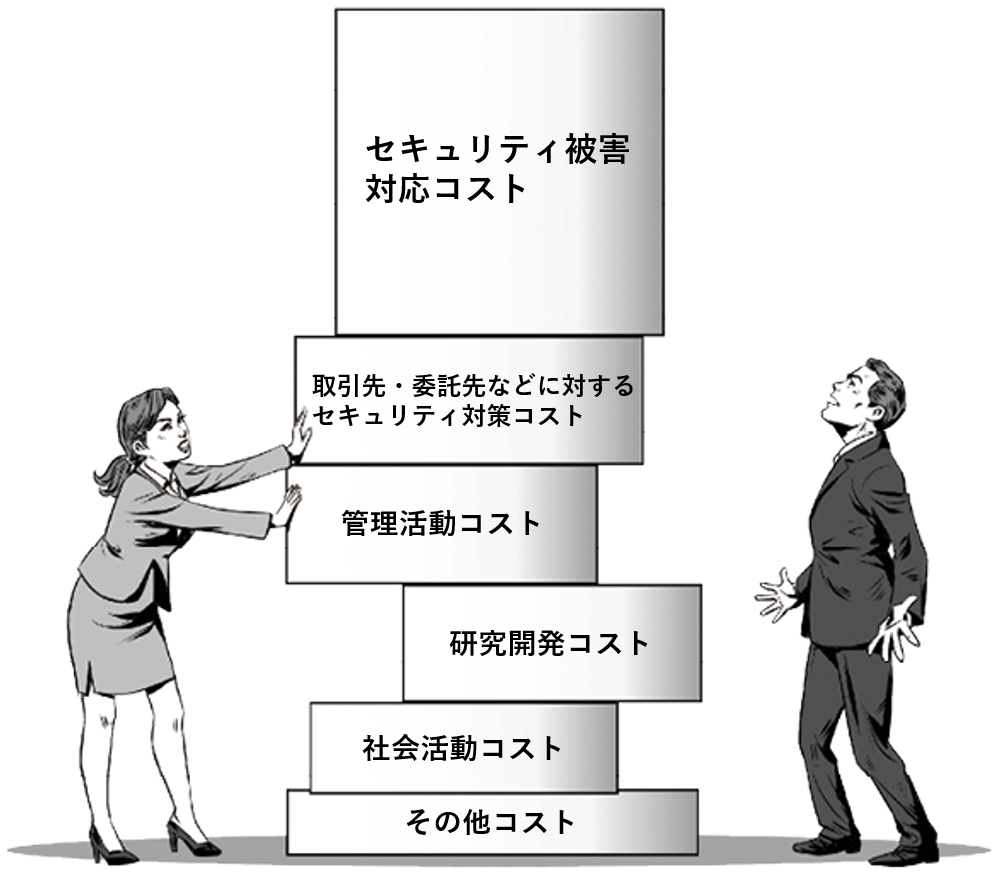 セキュリティ被害
対応コスト
取引先・委託先などに対する
セキュリティ対策コスト
管理活動コスト
研究開発コスト
社会活動コスト
その他コスト